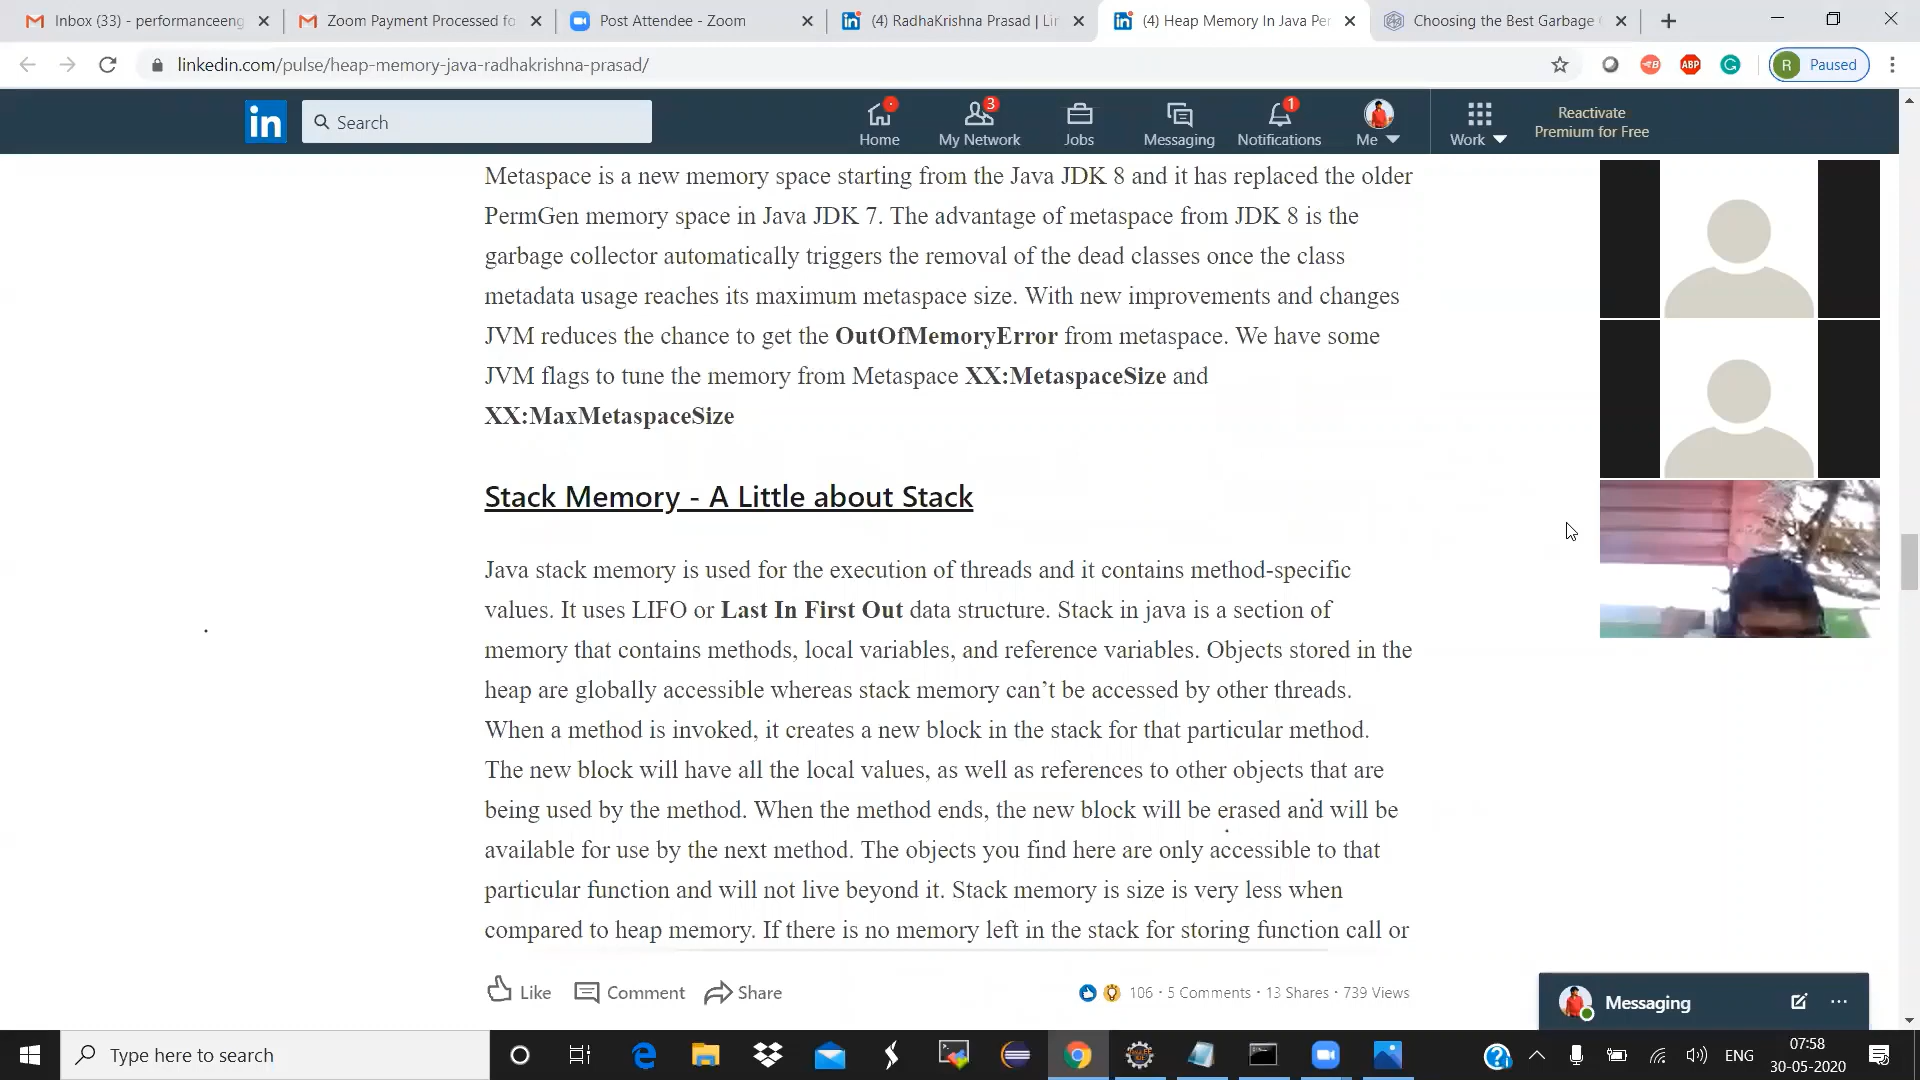 Inbox (33) - performanceeng
Zoom Payment Processed fo
Post Attendee - Zoom
(4) RadhaKrishna Prasad | Lin
(4) Heap Memory In Java Per
Choosing the Best Garbage
linkedin.com/pulse/heap-memory-java-radhakrishna-prasad/
ABP
R Paused
in
Search
Home
3
My Network
Jobs
Messaging
1
Notifications
Me
Work
Reactivate
Premium for Free
Metaspace is a new memory space starting from the Java JDK 8 and it has replaced the older
PermGen memory space in Java JDK 7. The advantage of metaspace from JDK 8 is the
garbage collector automatically triggers the removal of the dead classes once the class
metadata usage reaches its maximum metaspace size. With new improvements and changes
JVM reduces the chance to get the OutOfMemoryError from metaspace. We have some
JVM flags to tune the memory from Metaspace XX:MetaspaceSize and
XX:MaxMetaspaceSize
Stack Memory - A Little about Stack
Java stack memory is used for the execution of threads and it contains method-specific
values. It uses LIFO or Last In First Out data structure. Stack in java is a section of
memory that contains methods, local variables, and reference variables. Objects stored in the
heap are globally accessible whereas stack memory can’t be accessed by other threads.
When a method is invoked, it creates a new block in the stack for that particular method.
The new block will have all the local values, as well as references to other objects that are
being used by the method. When the method ends, the new block will be erased and will be
available for use by the next method. The objects you find here are only accessible to that
particular function and will not live beyond it. Stack memory is size is very less when
compared to heap memory. If there is no memory left in the stack for storing function call or
Like
Comment
Share
106 · 5 Comments · 13 Shares · 739 Views
Messaging
Type here to search
ENG
07:58
30-05-2020